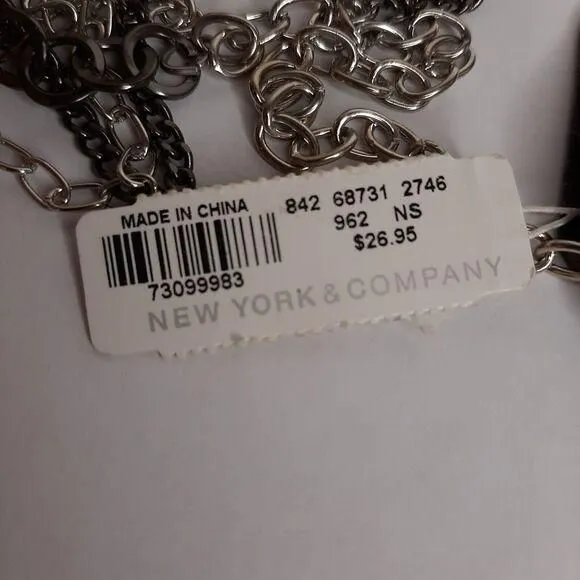 MADE IN CHINA
73099983
842 68731 2746
962 NS
$26.95
NEW YORK & COMPANY